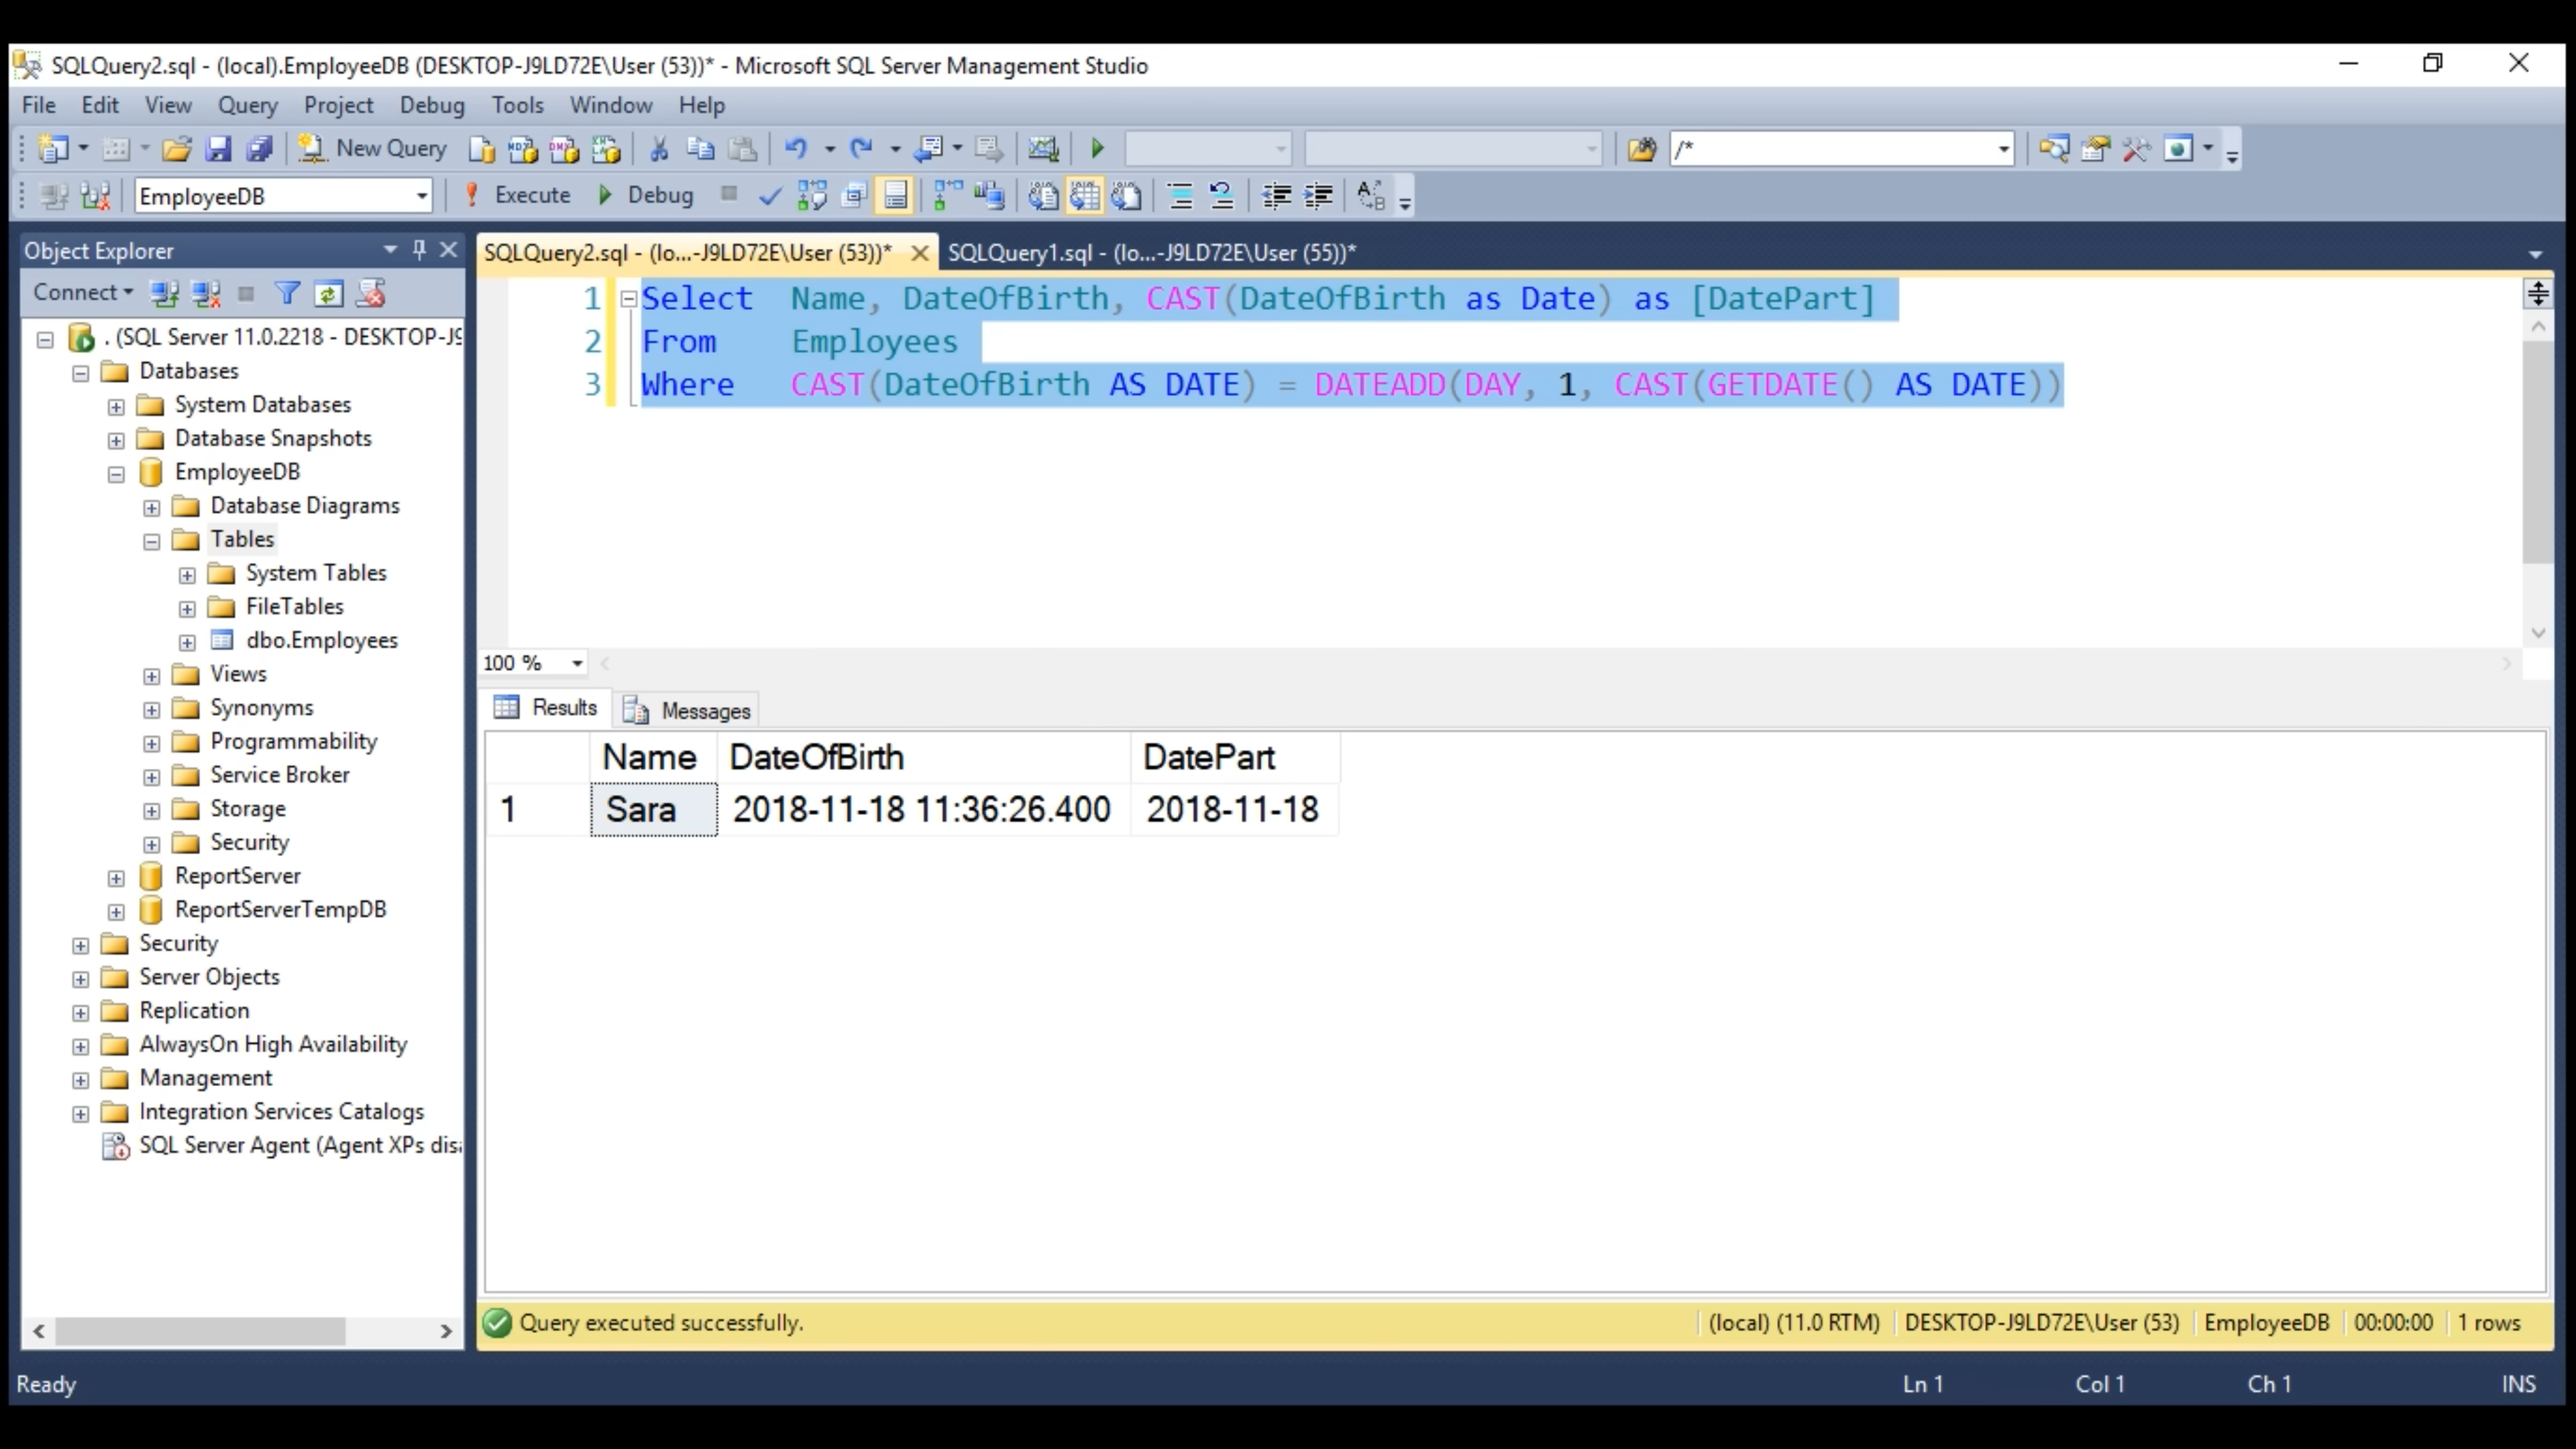 SQLQuery2.sql - (local).EmployeeDB (DESKTOP-J9LD72E\User (53))* - Microsoft SQL Server Management Studio
File Edit View Query Project Debug Tools Window Help
New Query /*
EmployeeDB Execute Debug
Object Explorer
Connect
. (SQL Server 11.0.2218 - DESKTOP-J9
Databases
System Databases
Database Snapshots
EmployeeDB
Database Diagrams
Tables
System Tables
FileTables
dbo.Employees
Views
Synonyms
Programmability
Service Broker
Storage
Security
ReportServer
ReportServerTempDB
Security
Server Objects
Replication
AlwaysOn High Availability
Management
Integration Services Catalogs
SQL Server Agent (Agent XPs disa
SQLQuery2.sql - (lo...-J9LD72E\User (53))* SQLQuery1.sql - (lo...-J9LD72E\User (55))*
1 Select Name, DateOfBirth, CAST(DateOfBirth as Date) as [DatePart]
2 From Employees
3 Where CAST(DateOfBirth AS DATE) = DATEADD(DAY, 1, CAST(GETDATE() AS DATE))
100 %
Results Messages
Name DateOfBirth DatePart
1 Sara 2018-11-18 11:36:26.400 2018-11-18
Query executed successfully. (local) (11.0 RTM) DESKTOP-J9LD72E\User (53) EmployeeDB 00:00:00 1 rows
Ready Ln 1 Col 1 Ch 1 INS